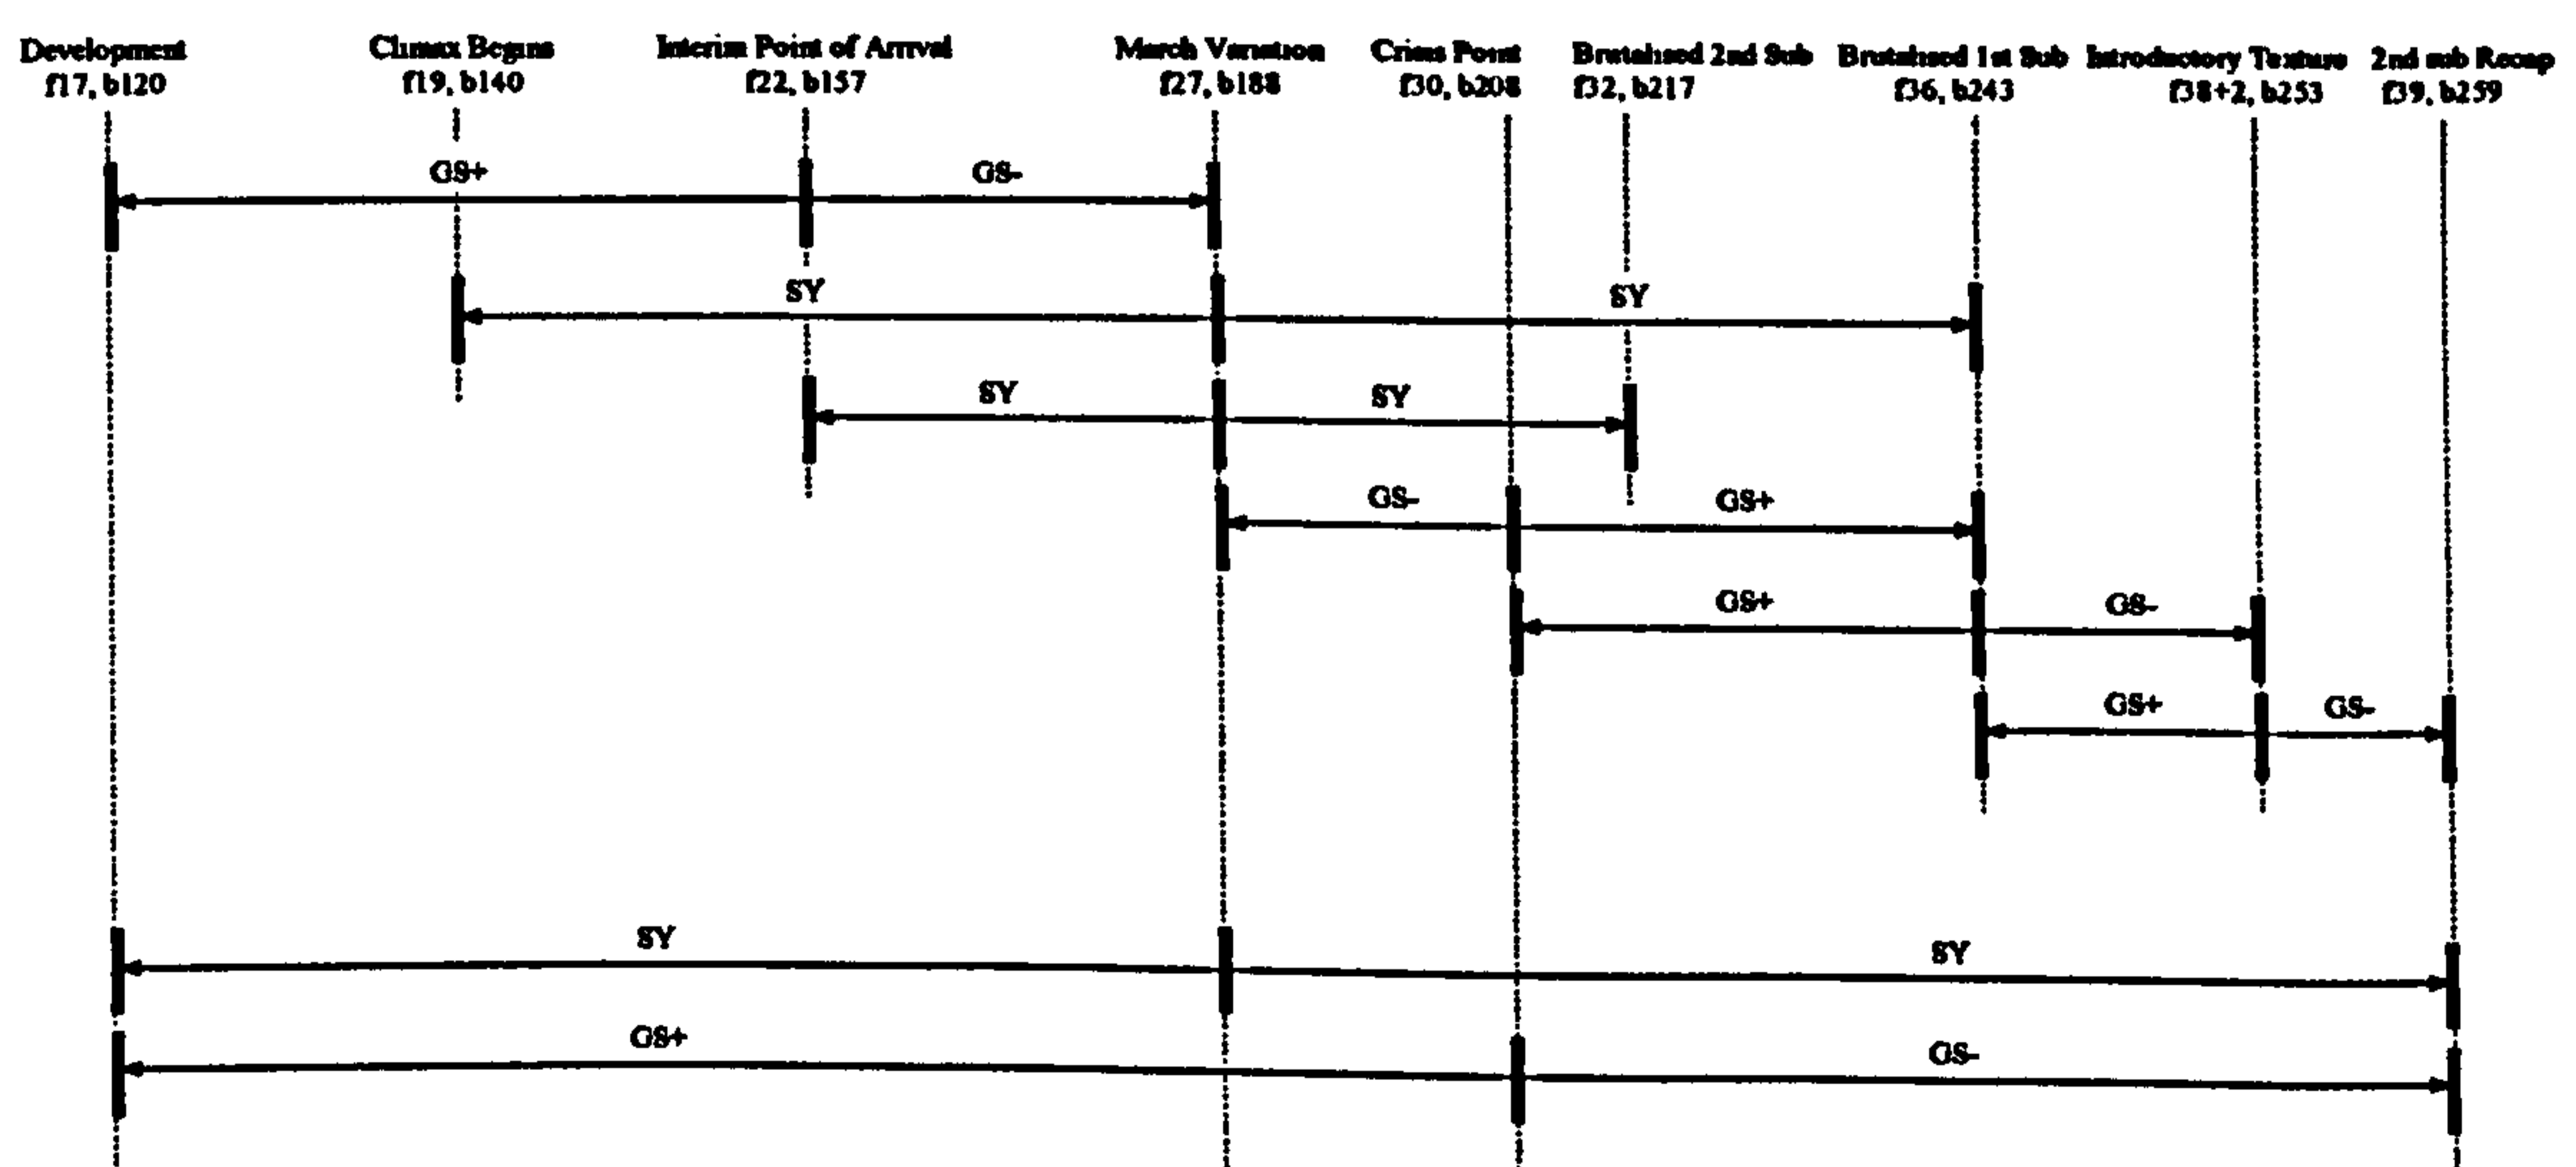 Development
f17, b120
Climax Begins
f19, b140
Interim Point of Arrival
f22, b157
March Variation
f27, b188
Crisis Point
f30, b208
Brutalised 2nd Sub
f32, b217
Brutalised 1st Sub
f36, b243
Introductory Texture
f38+2, b253
2nd sub Recap
f39, b259
GS+
GS-
SY
SY
SY
SY
GS-
GS+
GS+
GS-
GS+
GS-
SY
SY
GS+
GS-